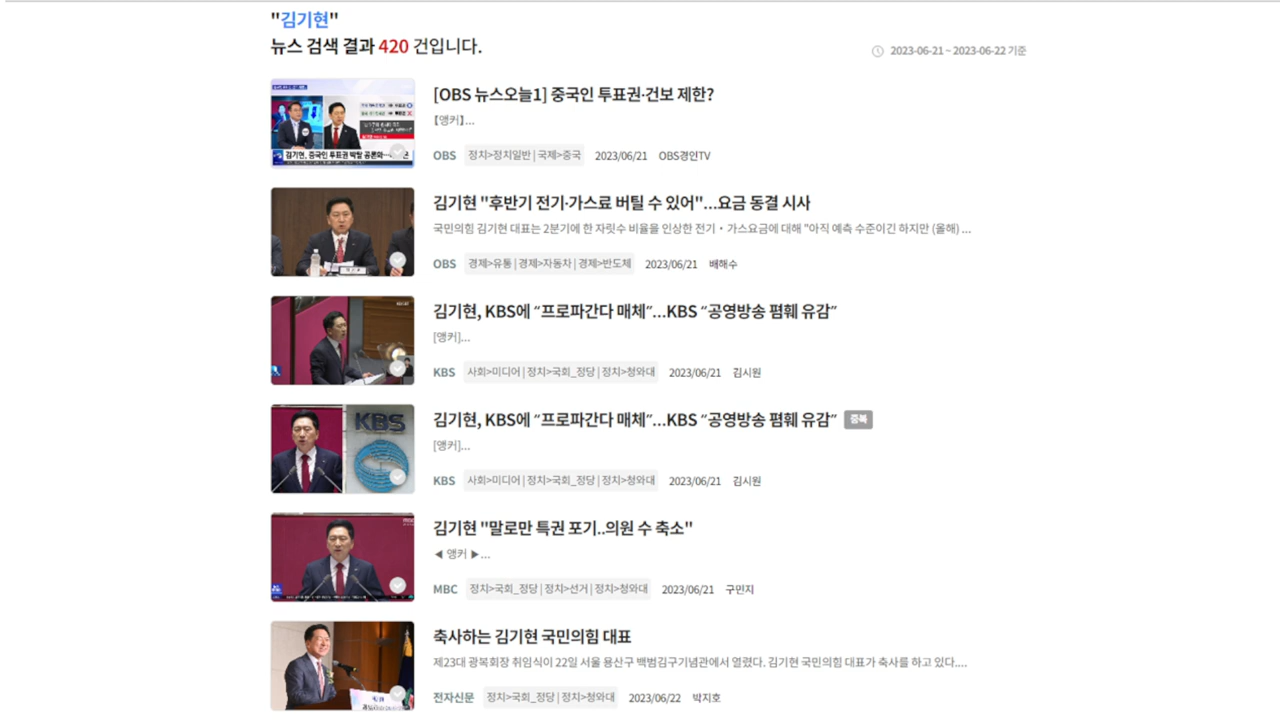 "김기현"
뉴스 검색 결과 420 건입니다.
2023-06-21 ~ 2023-06-22 기준
[OBS 뉴스오늘1] 중국인 투표권·건보 제한?
【앵커】...
OBS 정치>정치일반 | 국제>중국 2023/06/21 OBS경인TV
김기현 "후반기 전기·가스료 버틸 수 있어"...요금 동결 시사
국민의힘 김기현 대표는 2분기에 한 자릿수 비율을 인상한 전기・가스요금에 대해 "아직 예측 수준이긴 하지만 (올해) ...
OBS 경제>유통 | 경제>자동차 | 경제>반도체 2023/06/21 배해수
김기현, KBS에 “프로파간다 매체”...KBS “공영방송 폄훼 유감”
[앵커]...
KBS 사회>미디어 | 정치>국회_정당 | 정치>청와대 2023/06/21 김시원
KBS
김기현, KBS에 “프로파간다 매체”...KBS “공영방송 폄훼 유감” 중복
[앵커]...
KBS 사회>미디어 | 정치>국회_정당 | 정치>청와대 2023/06/21 김시원
김기현 "말로만 특권 포기..의원 수 축소"
◀ 앵커 ▶...
MBC 정치>국회_정당 | 정치>선거 | 정치>청와대 2023/06/21 구민지
축사하는 김기현 국민의힘 대표
제23대 광복회장 취임식이 22일 서울 용산구 백범김구기념관에서 열렸다. 김기현 국민의힘 대표가 축사를 하고 있다....
전자신문 정치>국회_정당 | 정치>청와대 2023/06/22 박지호